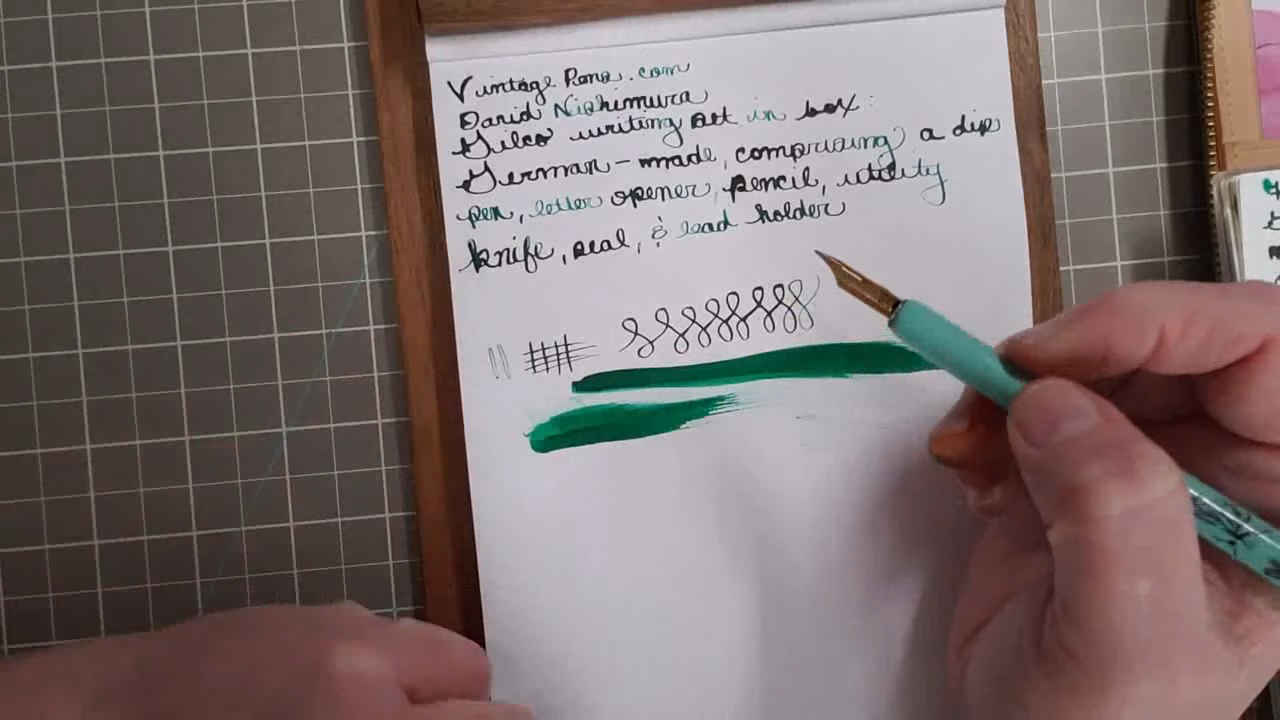 Vintage Pens.com
David Nishimura
Gilco writing set in box:
German-made, comprising a dip
pen, letter opener, pencil, utility
knife, seal, & lead holder